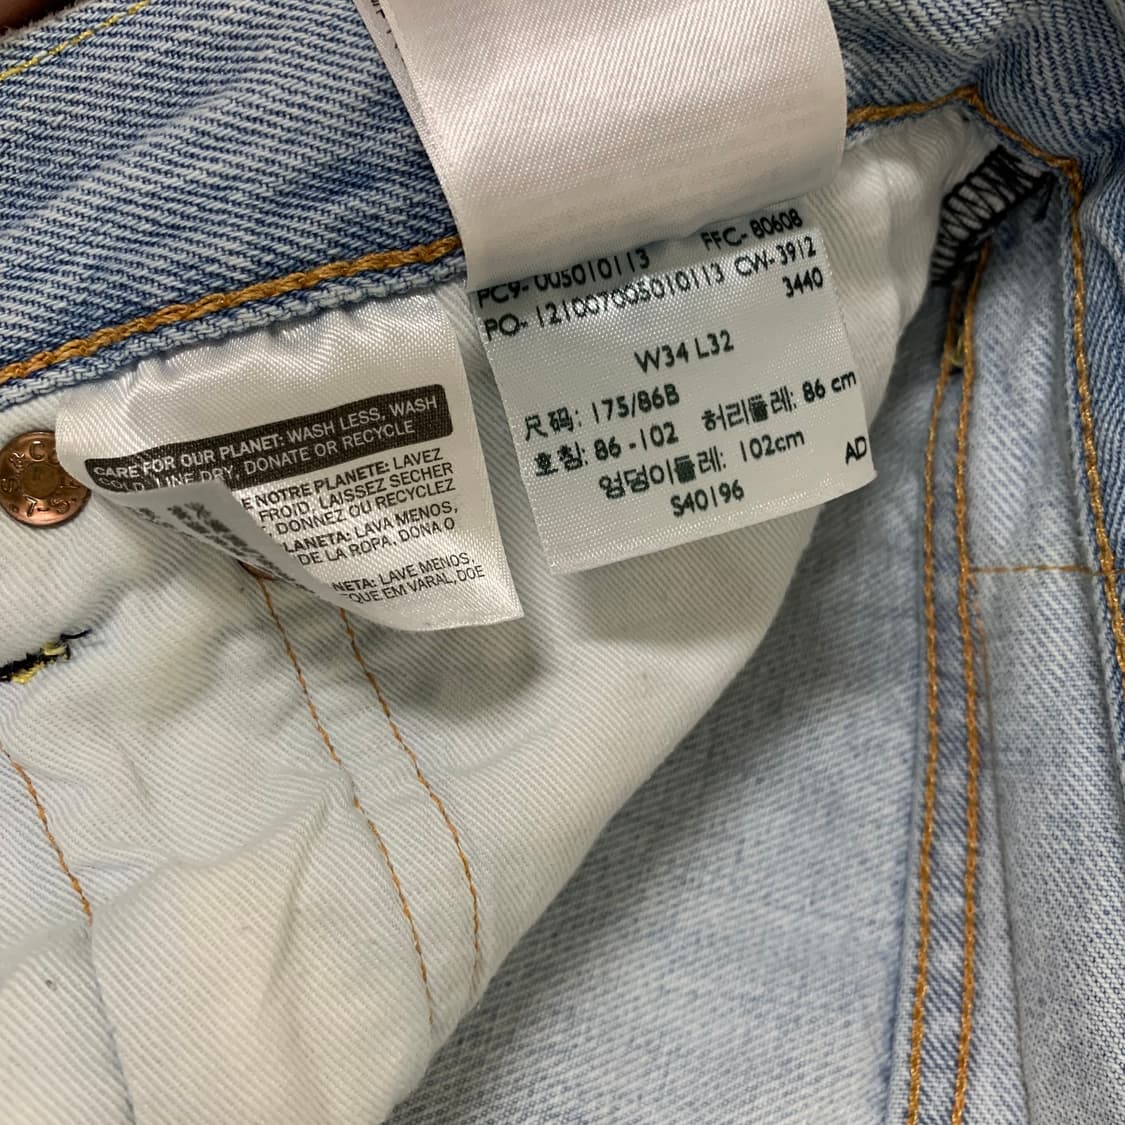 FFC- 80608
PC9- 005010113
PO- 121007005010113 CW-3912
3440
W34 L32
尺码: 175/86B
호칭: 86 -102 허리둘레: 86 cm
엉덩이둘레: 102cm AD
S40196
CARE FOR OUR PLANET: WASH LESS, WASH
COLD, LINE DRY, DONATE OR RECYCLE
E NOTRE PLANETE: LAVEZ
FROID, LAISSEZ SECHER
DONNEZ OU RECYCLEZ
LANETA: LAVA MENOS,
DE LA ROPA, DONA O
NETA: LAVE MENOS,
QUE EM VARAL, DOE